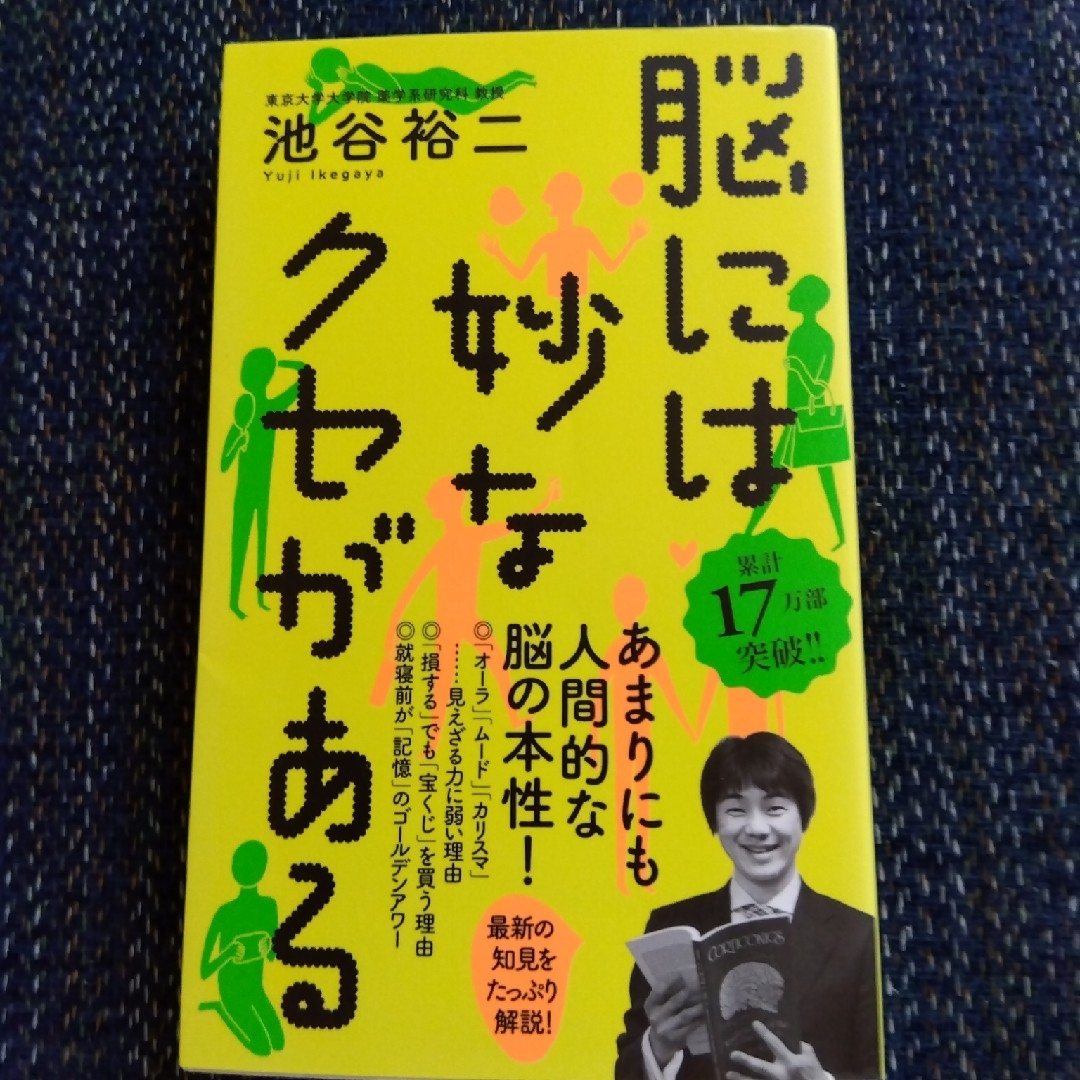 東京大学大学院 薬学系研究科 教授
池谷裕二
Yuji Ikegaya
脳には
妙な
クセがある
累計
17万部
突破!!
あまりにも
人間的な
脳の本性！
◎「オーラ」「ムード」「カリスマ」
……見えざる力に弱い理由
◎「損する」でも「宝くじ」を買う理由
◎就寝前が「記憶」のゴールデンアワー
最新の
知見を
たっぷり
解説！
CORTICONICS